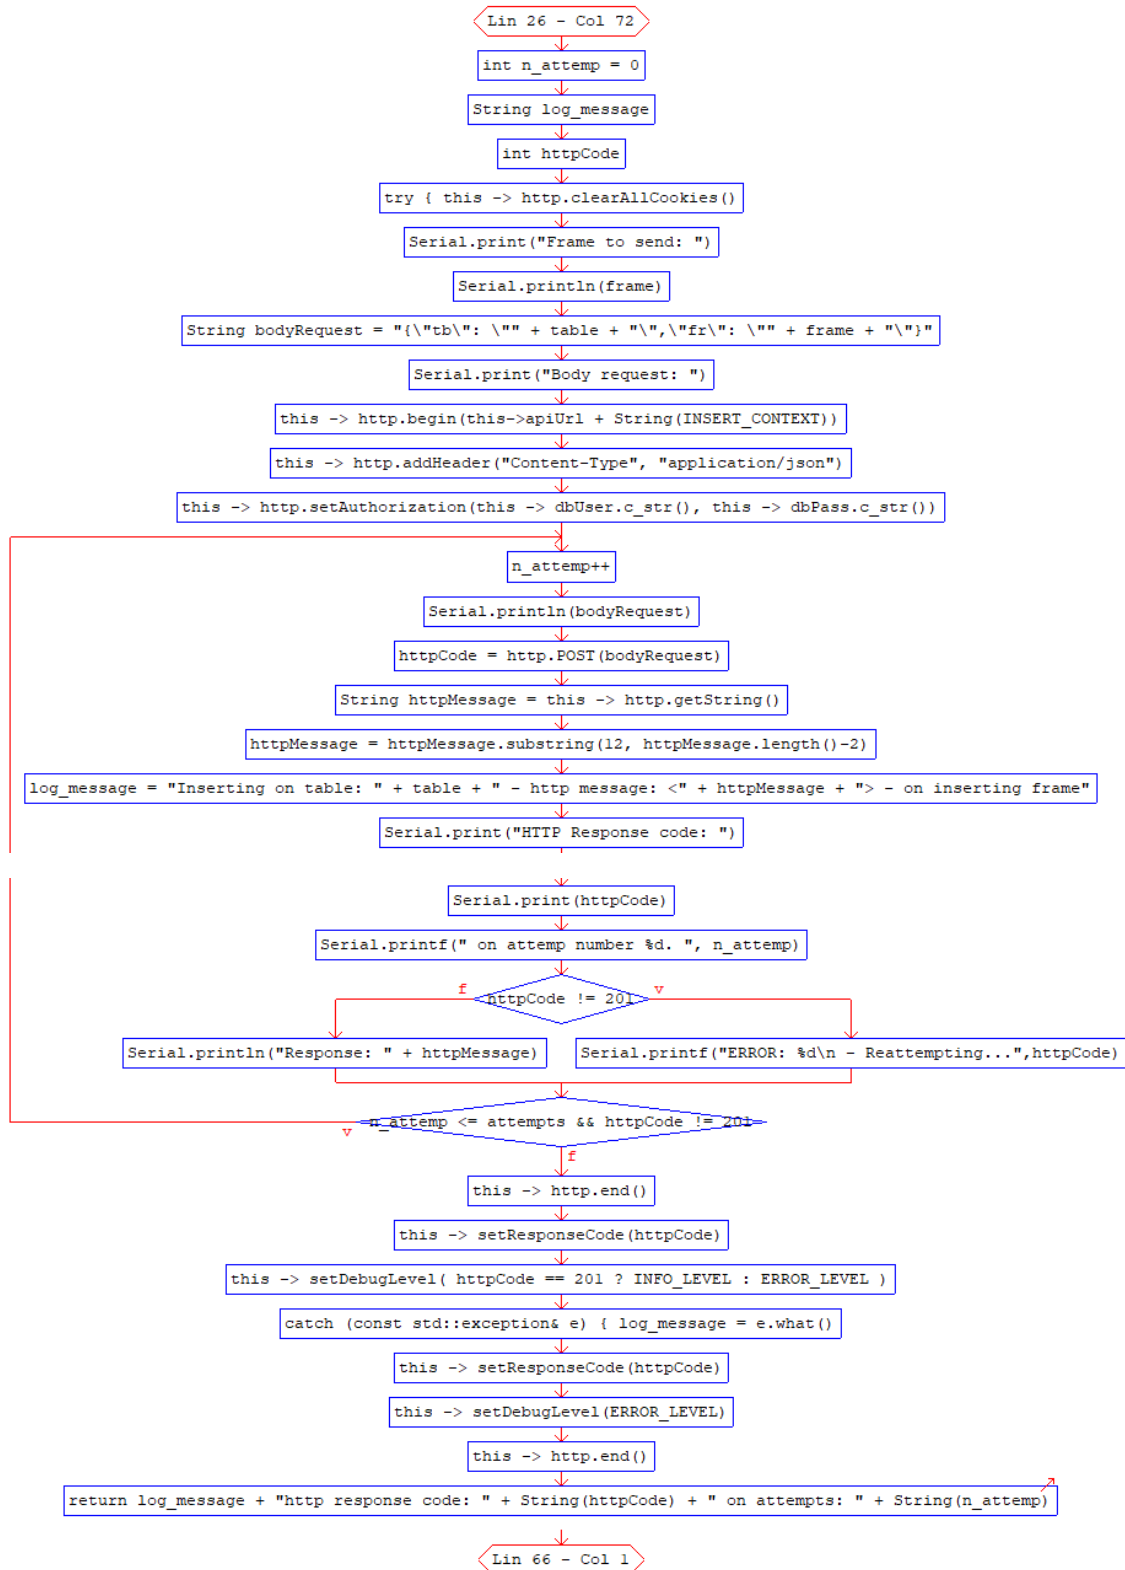 Lin 26 - Col 72
int n_attemp = 0
String log_message
int httpCode
try { this -> http.clearAllCookies()
Serial.print("Frame to send: ")
Serial.println(frame)
String bodyRequest = "{\"tb\": \"" + table + "\",\"fr\": \"" + frame + "\"}"
Serial.print("Body request: ")
this -> http.begin(this->apiUrl + String(INSERT_CONTEXT))
this -> http.addHeader("Content-Type", "application/json")
this -> http.setAuthorization(this -> dbUser.c_str(), this -> dbPass.c_str())
n_attemp++
Serial.println(bodyRequest)
httpCode = http.POST(bodyRequest)
String httpMessage = this -> http.getString()
httpMessage = httpMessage.substring(12, httpMessage.length()-2)
log_message = "Inserting on table: " + table + " - http message: <" + httpMessage + "> - on inserting frame"
Serial.print("HTTP Response code: ")
Serial.print(httpCode)
Serial.printf(" on attemp number %d. ", n_attemp)
f
httpCode != 201
v
Serial.println("Response: " + httpMessage)
Serial.printf("ERROR: %d\n - Reattempting...",httpCode)
n_attemp <= attempts && httpCode != 201
v
f
this -> http.end()
this -> setResponseCode(httpCode)
this -> setDebugLevel( httpCode == 201 ? INFO_LEVEL : ERROR_LEVEL )
catch (const std::exception& e) { log_message = e.what()
this -> setResponseCode(httpCode)
this -> setDebugLevel(ERROR_LEVEL)
this -> http.end()
return log_message + "http response code: " + String(httpCode) + " on attempts: " + String(n_attemp)
Lin 66 - Col 1